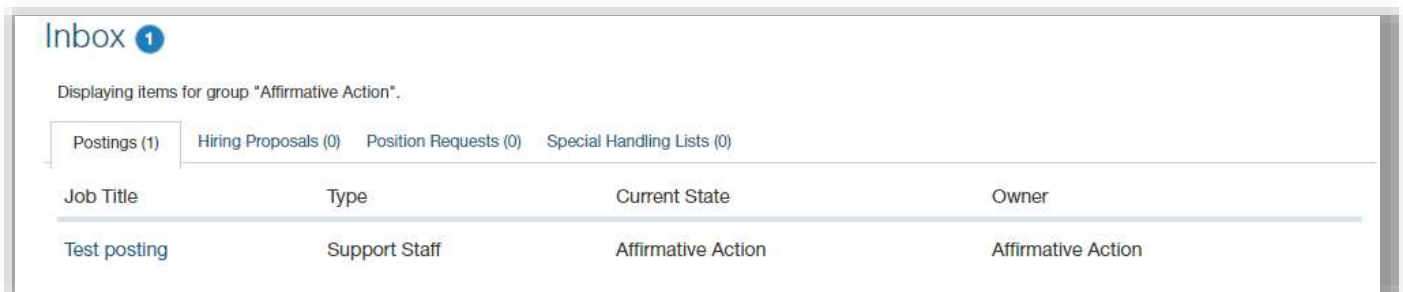 Inbox 1
Displaying items for group "Affirmative Action".
Postings (1) Hiring Proposals (0) Position Requests (0) Special Handling Lists (0)
Job Title Type Current State Owner
Test posting Support Staff Affirmative Action Affirmative Action